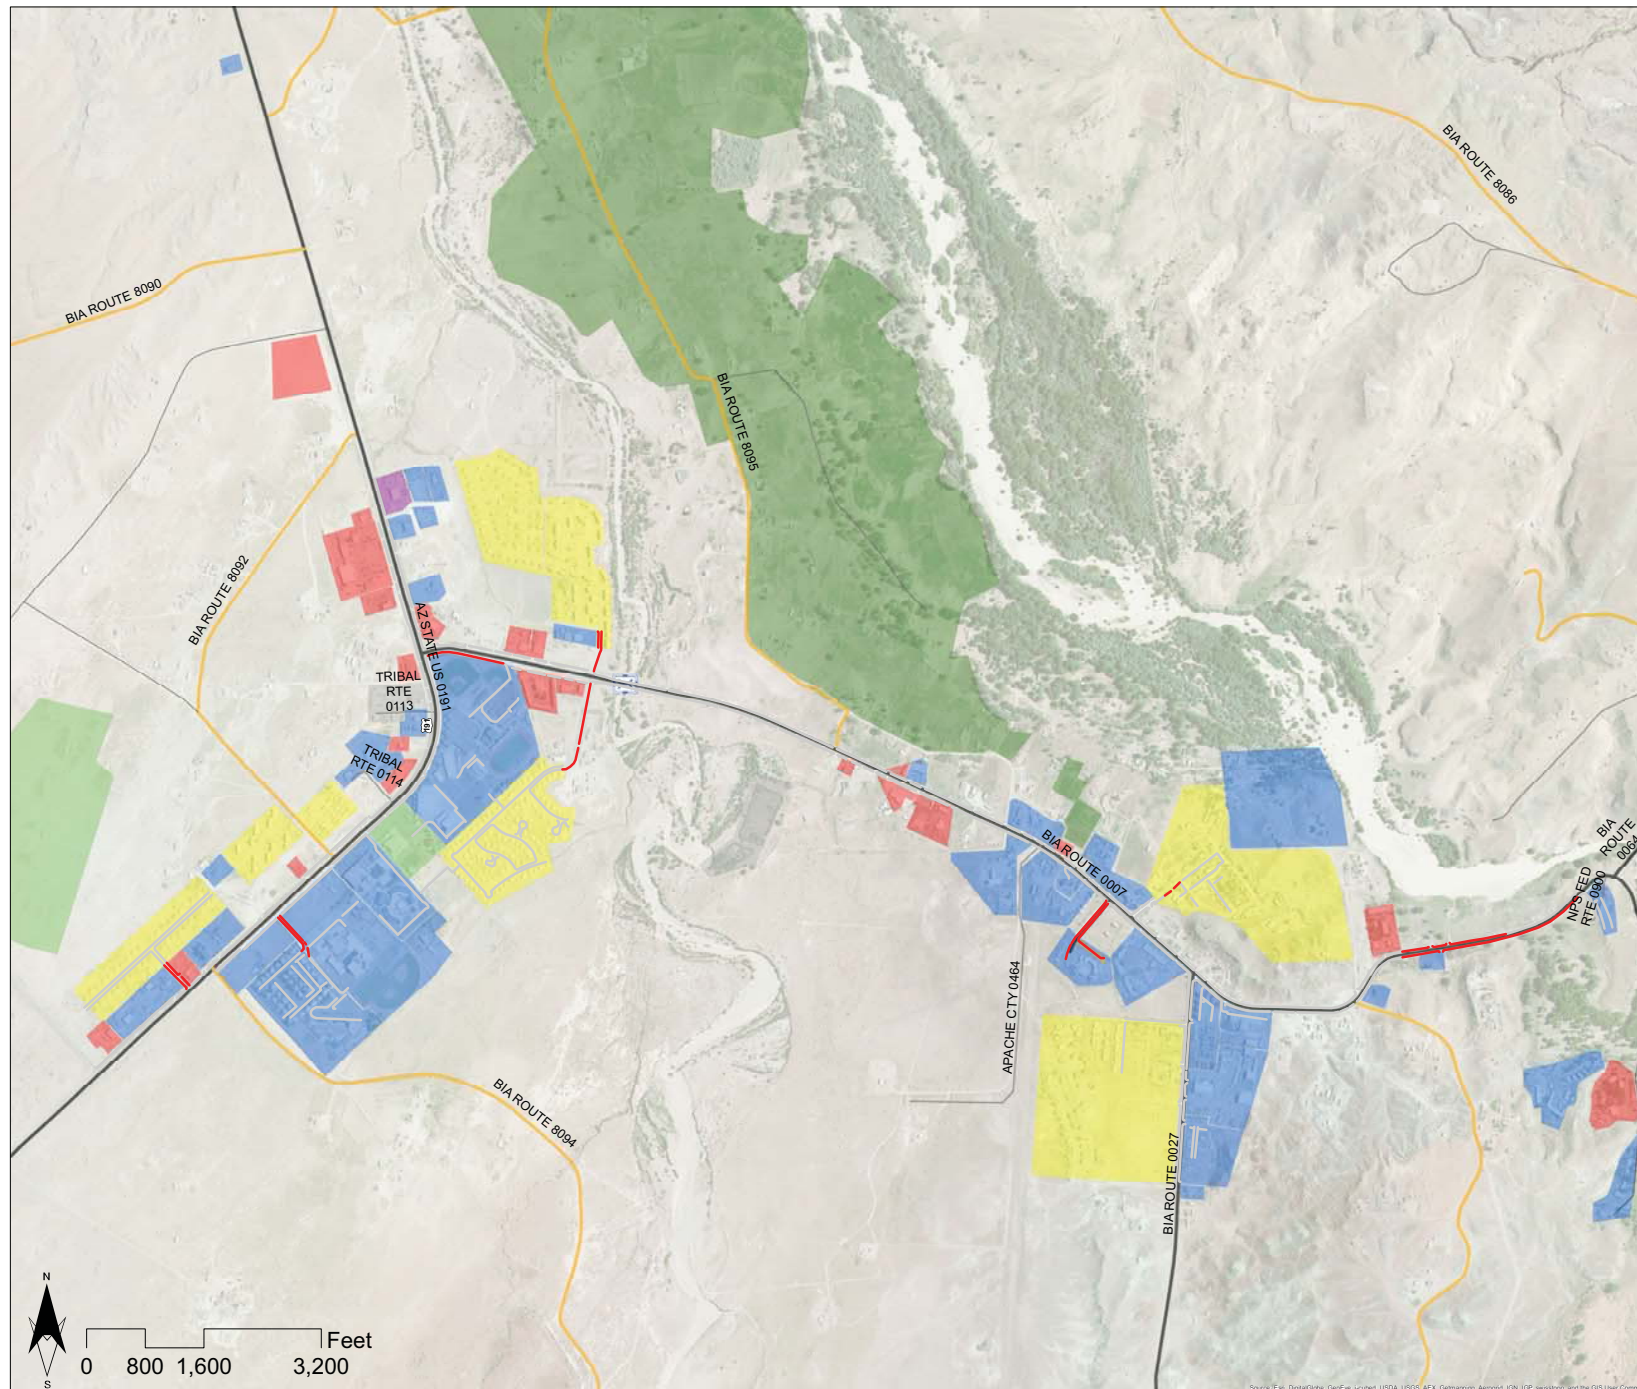 BIA ROUTE 8086
BIA ROUTE 8090
BIA ROUTE 8095
BIA ROUTE 8092
AZ STATE US 0191
TRIBAL
RTE
0113
191
TRIBAL
RTE 0114
BIA ROUTE 0007
BIA
ROUTE
0064
NPS FED
RTE 0900
APACHE CTY 0464
BIA ROUTE 8094
BIA ROUTE 0027
N
S
0 800 1,600 3,200
Feet